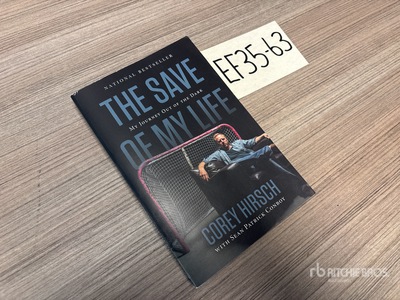 NATIONAL BESTSELLER
THE SAVE
MY JOURNEY OUT OF THE DARK
OF MY LIFE
COREY HIRSCH
WITH SEAN PATRICK CONBOY
EF35-63
rb RITCHIE BROS.